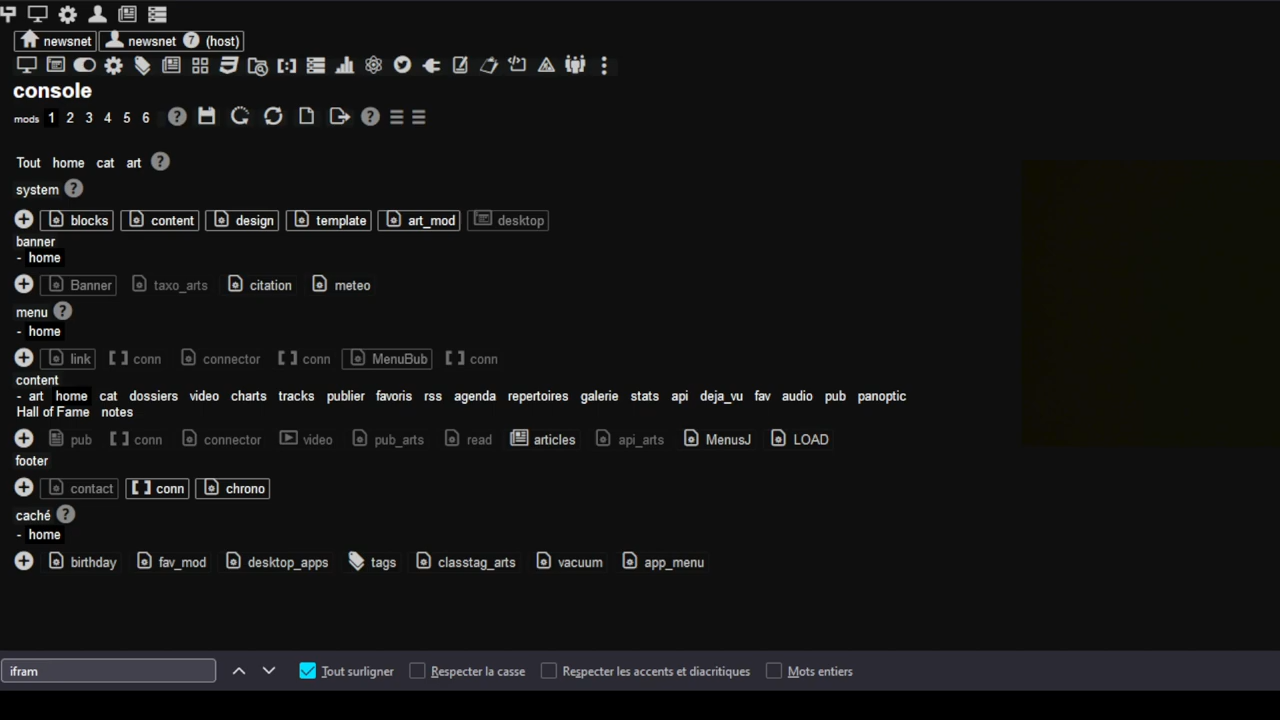 newsnet newsnet 7 (host)
console
mods 1 2 3 4 5 6 ? ?
Tout home cat art ?
system ?
blocks content design template art_mod desktop
banner
- home
Banner taxo_arts citation meteo
menu ?
- home
link conn connector conn MenuBub conn
content
- art home cat dossiers video charts tracks publier favoris rss agenda repertoires galerie stats api deja_vu fav audio pub panoptic
Hall of Fame notes
pub conn connector video pub_arts read articles api_arts MenusJ LOAD
footer
contact conn chrono
caché ?
- home
birthday fav_mod desktop_apps tags classtag_arts vacuum app_menu
ifram Tout surligner Respecter la casse Respecter les accents et diacritiques Mots entiers